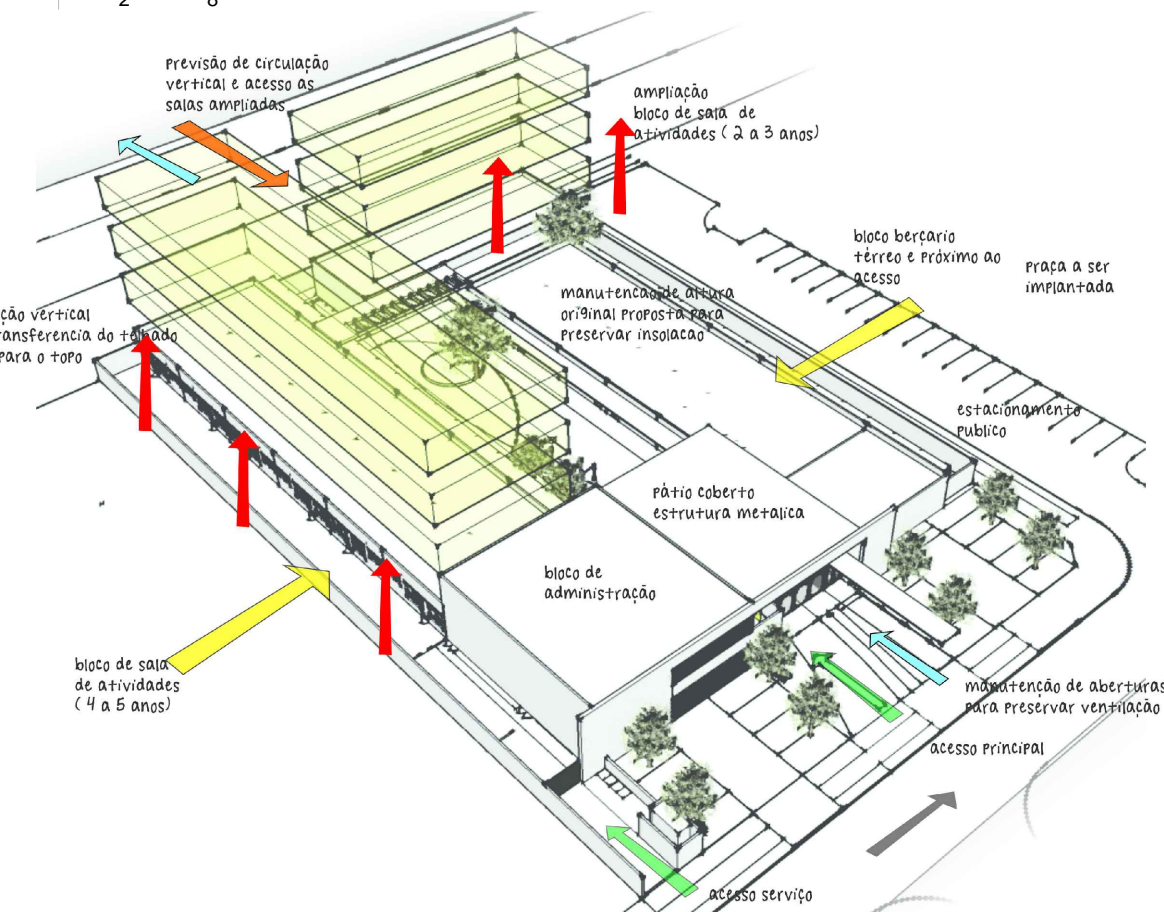 2 8
previsão de circulação
vertical e acesso as
salas ampliadas
ampliação
bloco de sala de
atividades ( 2 a 3 anos)
bloco berçario
térreo e próximo ao
acesso
praça a ser
implantada
manutencao de altura
original proposta para
preservar insolacao
ção vertical
ransferencia do telhado
para o topo
estacionamento
publico
pátio coberto
estrutura metalica
bloco de
administração
bloco de sala
de atividades
( 4 a 5 anos)
manutenção de aberturas
para preservar ventilação
acesso principal
acesso serviço